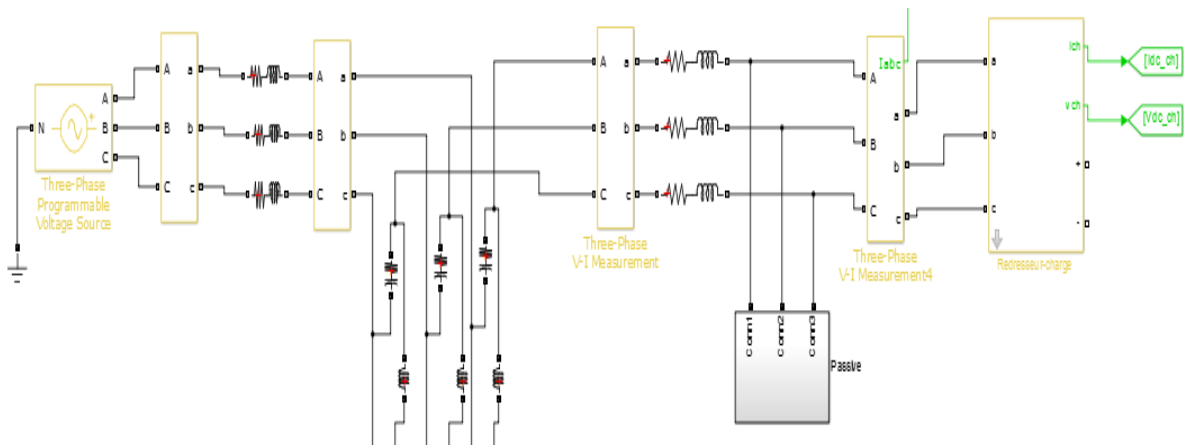 N
A
B
C
Three-Phase
Programmable
Voltage Source
A
B
C
a
b
c
A
B
C
a
b
c
A
B
C
a
b
c
Three-Phase
V-I Measurement
Iabc
A
B
C
a
b
c
Three-Phase
V-I Measurement4
a
b
c
Ich
v ch
+
-
Redresseur-charge
[Idc_ch]
[Vdc_ch]
Conn1
Conn2
Conn3
Passive